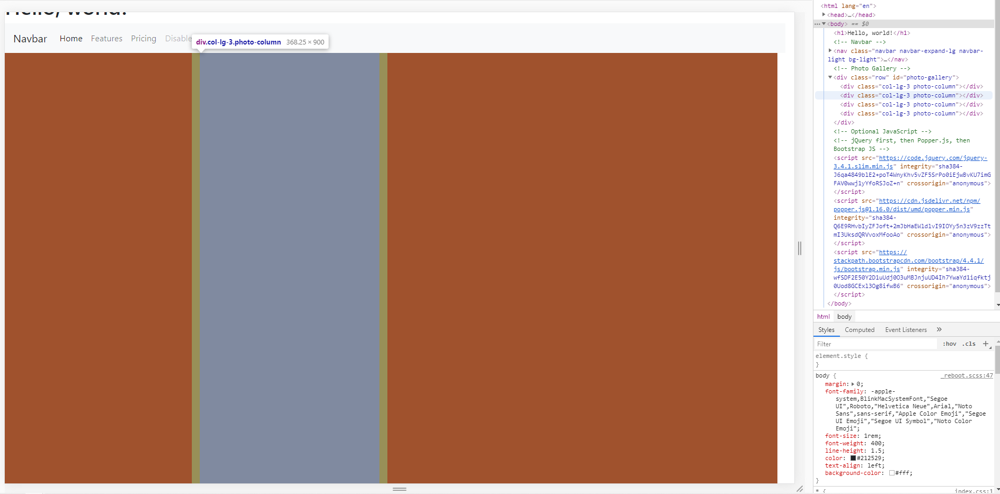 Hello, world!
Navbar Home Features Pricing Disable
div.col-lg-3.photo-column 368.25 × 900
<html lang="en">
<head>…</head>
<body> == $0
<h1>Hello, world!</h1>
<!-- Navbar -->
<nav class="navbar navbar-expand-lg navbar-
light bg-light">…</nav>
<!-- Photo Gallery -->
<div class="row" id="photo-gallery">
<div class="col-lg-3 photo-column"></div>
<div class="col-lg-3 photo-column"></div>
<div class="col-lg-3 photo-column"></div>
<div class="col-lg-3 photo-column"></div>
</div>
<!-- Optional JavaScript -->
<!-- jQuery first, then Popper.js, then
Bootstrap JS -->
<script src="https://code.jquery.com/jquery-
3.4.1.slim.min.js" integrity="sha384-
J6qa4849blE2+poT4WnyKhv5vZF5SrPo0iEjwBvKU7imG
FAV0wwj1yYfoRSJoZ+n" crossorigin="anonymous">
</script>
<script src="https://cdn.jsdelivr.net/npm/
popper.js@1.16.0/dist/umd/popper.min.js"
integrity="sha384-
Q6E9RHvbIyZFJoft+2mJbHaEWldlvI9IOYy5n3zV9zzTt
mI3UksdQRVvoxMfooAo" crossorigin="anonymous">
</script>
<script src="https://
stackpath.bootstrapcdn.com/bootstrap/4.4.1/
js/bootstrap.min.js" integrity="sha384-
wfSDF2E50Y2D1uUdj0O3uMBJnjuUD4Ih7YwaYd1iqfktj
0Uod8GCExl3Og8ifwB6" crossorigin="anonymous">
</script>
</body>
html body
Styles Computed Event Listeners »
Filter :hov .cls +
element.style {
}
body { _reboot.scss:47
margin: 0;
font-family: -apple-
system,BlinkMacSystemFont,"Segoe
UI",Roboto,"Helvetica Neue",Arial,"Noto
Sans",sans-serif,"Apple Color Emoji","Segoe
UI Emoji","Segoe UI Symbol","Noto Color
Emoji";
font-size: 1rem;
font-weight: 400;
line-height: 1.5;
color: #212529;
text-align: left;
background-color: #fff;
}
* { index.css:1